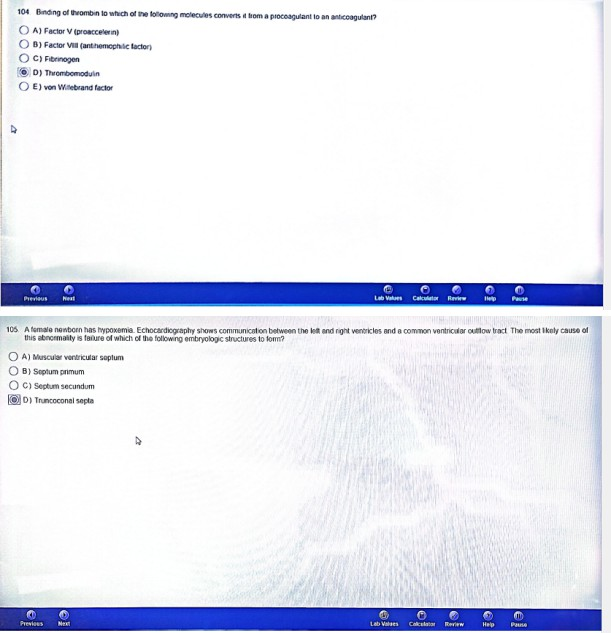 104 Binding of thrombin to which of the following molecules converts it from a procoagulant to an anticoagulant?
A) Factor V (proaccelerin)
B) Factor VIII (antihemophilic factor)
C) Fibrinogen
D) Thrombomodulin
E) von Willebrand factor
Previous Next Lab Values Calculator Review Help Pause
105. A female newborn has hypoxemia. Echocardiography shows communication between the left and right ventricles and a common ventricular outflow tract. The most likely cause of
this abnormality is failure of which of the following embryologic structures to form?
A) Muscular ventricular septum
B) Septum primum
C) Septum secundum
D) Truncoconal septa
Previous Next Lab Values Calculator Review Help Pause